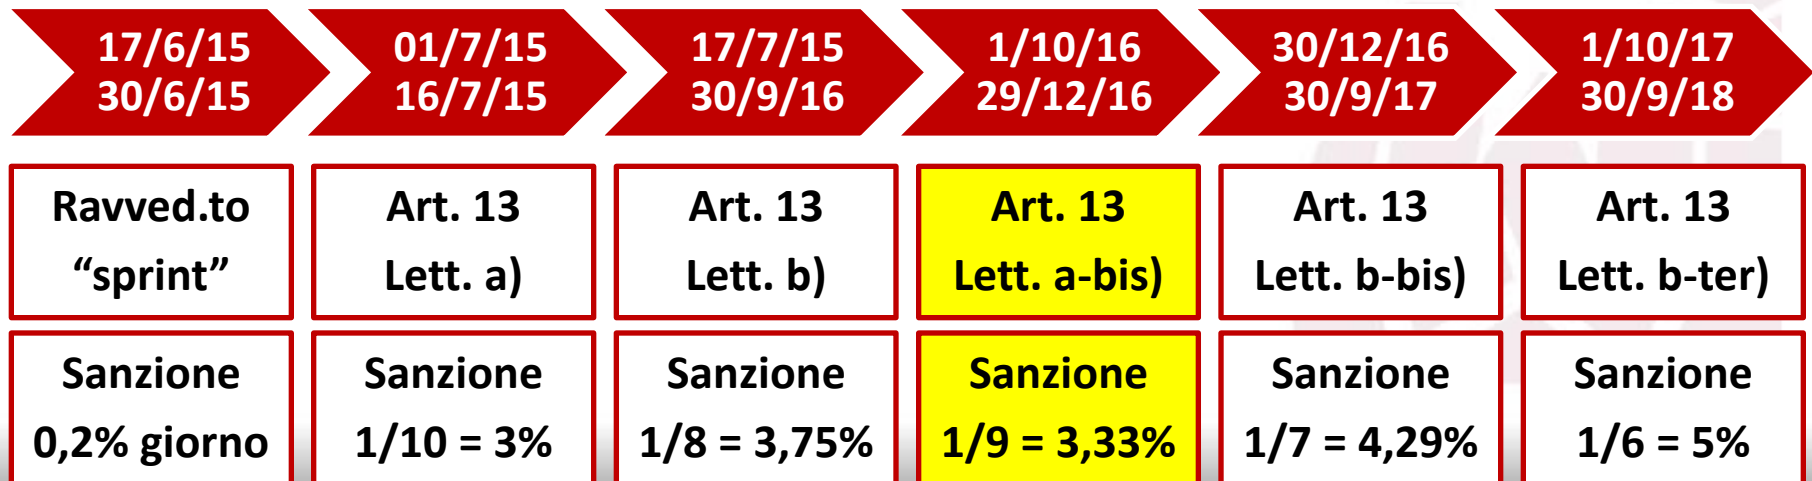 17/6/15
30/6/15
01/7/15
16/7/15
17/7/15
30/9/16
1/10/16
29/12/16
30/12/16
30/9/17
1/10/17
30/9/18
Ravved.to
“sprint”
Art. 13
Lett. a)
Art. 13
Lett. b)
Art. 13
Lett. a-bis)
Art. 13
Lett. b-bis)
Art. 13
Lett. b-ter)
Sanzione
0,2% giorno
Sanzione
1/10 = 3%
Sanzione
1/8 = 3,75%
Sanzione
1/9 = 3,33%
Sanzione
1/7 = 4,29%
Sanzione
1/6 = 5%